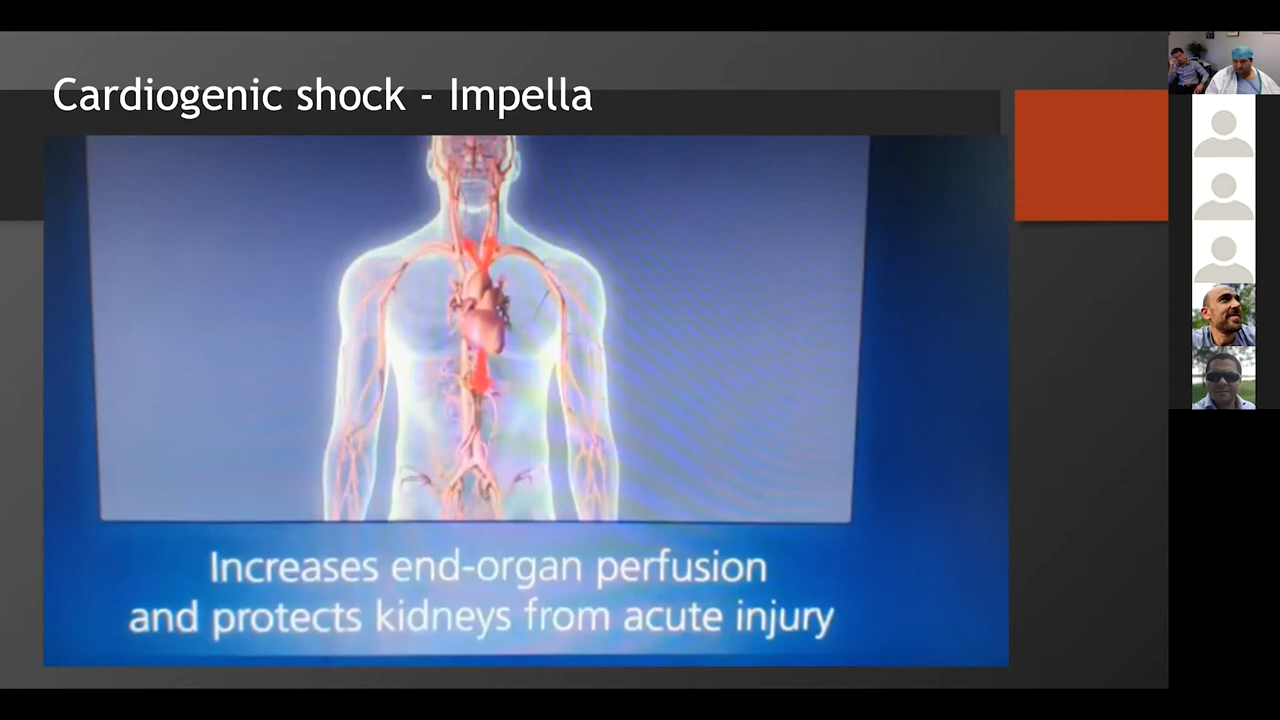 Cardiogenic shock - Impella
Increases end-organ perfusion
and protects kidneys from acute injury